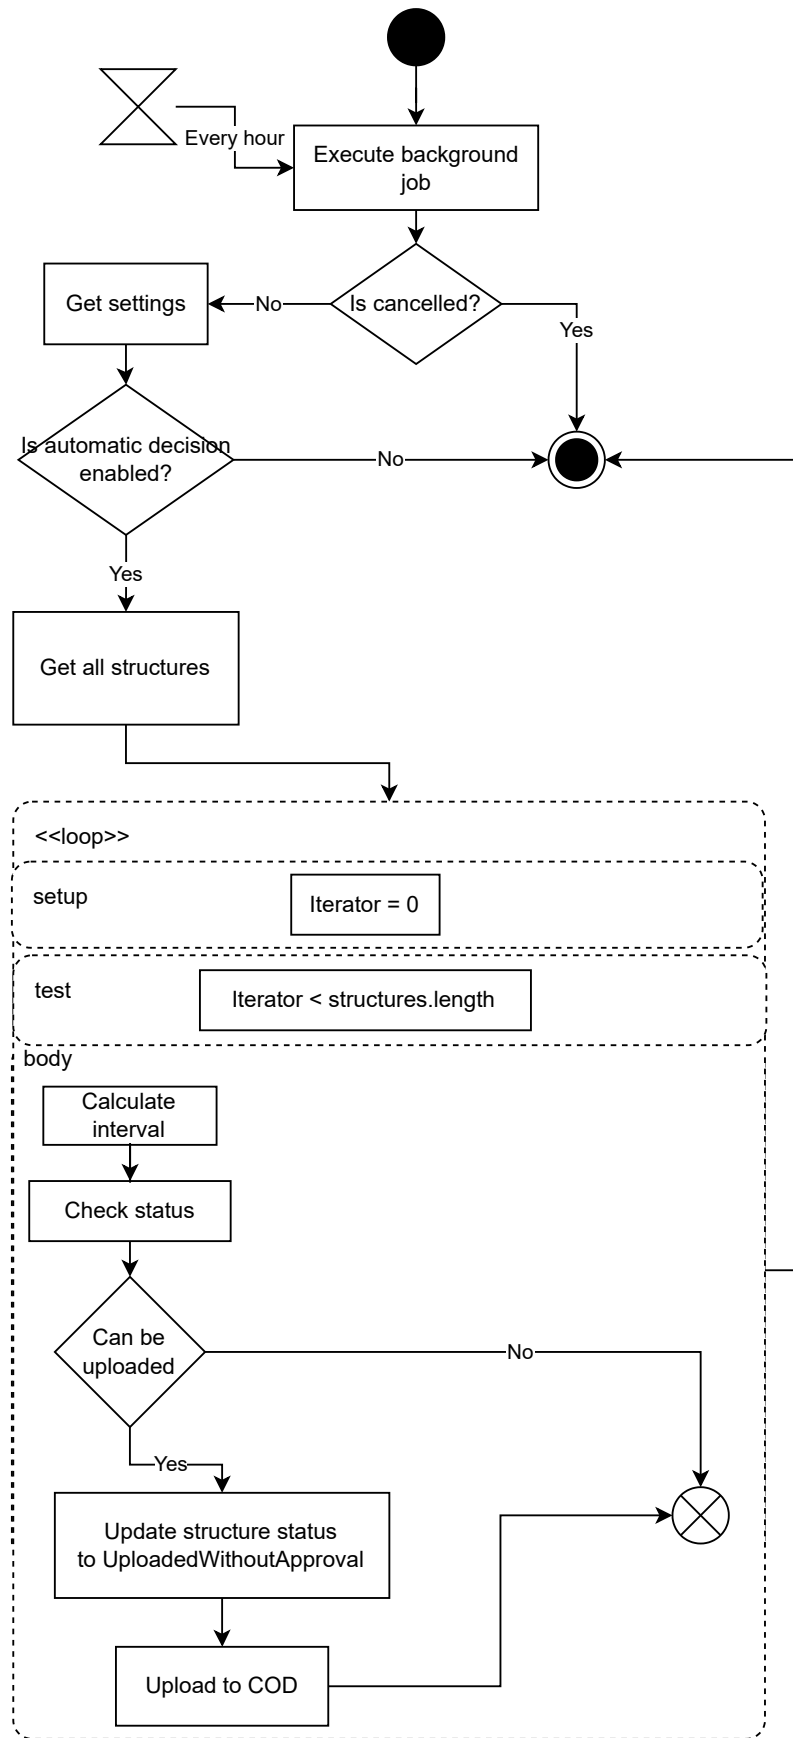 Every hour
Execute background
job
Get settings
No
Is cancelled?
Yes
Is automatic decision
enabled?
No
Yes
Get all structures
<<loop>>
setup
Iterator = 0
test
Iterator < structures.length
body
Calculate
interval
Check status
Can be
uploaded
No
Yes
Update structure status
to UploadedWithoutApproval
Upload to COD